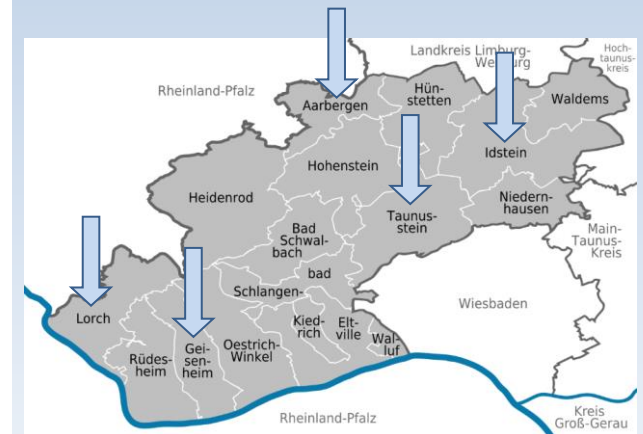 Landkreis Limburg-
Weilburg
Hoch-
taunus-
kreis
Rheinland-Pfalz
Aarbergen
Hün-
stetten
Waldems
Idstein
Hohenstein
Heidenrod
Niedern-
hausen
Taunus-
stein
Bad
Schwal-
bach
Main-
Taunus-
Kreis
bad
Schlangen-
Wiesbaden
Lorch
Kied-
rich
Elt-
ville
Wal-
luf
Oestrich-
Winkel
Gei-
sen-
heim
Rüdes-
heim
Rheinland-Pfalz
Kreis
Groß-Gerau